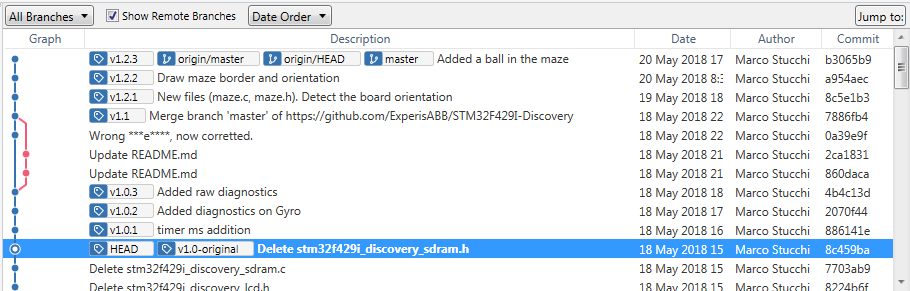 All Branches Show Remote Branches Date Order Jump to:
Graph Description Date Author Commit
v1.2.3 origin/master origin/HEAD master Added a ball in the maze 20 May 2018 17 Marco Stucchi b3065b9
v1.2.2 Draw maze border and orientation 20 May 2018 8:3 Marco Stucchi a954aec
v1.2.1 New files (maze.c, maze.h). Detect the board orientation 19 May 2018 18 Marco Stucchi 8c5e1b3
v1.1 Merge branch 'master' of https://github.com/ExperisABB/STM32F429I-Discovery 18 May 2018 22 Marco Stucchi 7886fb4
Wrong ***e****, now corretted. 18 May 2018 22 Marco Stucchi 0a39e9f
Update README.md 18 May 2018 21 Marco Stucchi 2ca1831
Update README.md 18 May 2018 21 Marco Stucchi 860daca
v1.0.3 Added raw diagnostics 18 May 2018 18 Marco Stucchi 4b4c13d
v1.0.2 Added diagnostics on Gyro 18 May 2018 17 Marco Stucchi 2070f44
v1.0.1 timer ms addition 18 May 2018 16 Marco Stucchi 886141e
HEAD v1.0-original Delete stm32f429i_discovery_sdram.h 18 May 2018 15 Marco Stucchi 8c459ba
Delete stm32f429i_discovery_sdram.c 18 May 2018 15 Marco Stucchi 7703ab9
Delete stm32f429i_discovery_lcd.h 18 May 2018 15 Marco Stucchi 8224b6f